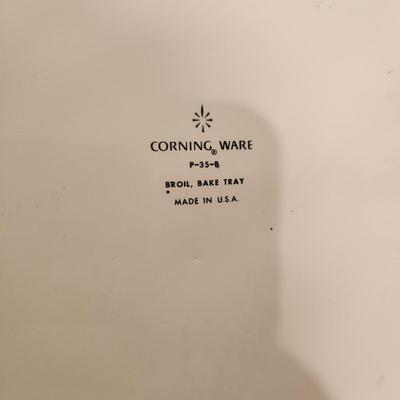 CORNING® WARE
P-35-B
BROIL, BAKE TRAY
MADE IN U.S.A.